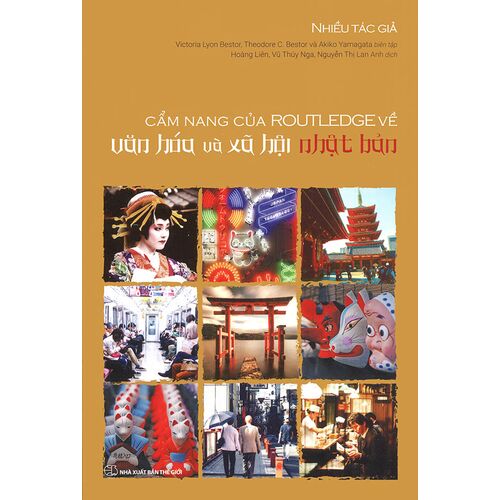 NHIỀU TÁC GIẢ
Victoria Lyon Bestor, Theodore C. Bestor và Akiko Yamagata biên tập
Hoàng Liên, Vũ Thúy Nga, Nguyễn Thị Lan Anh dịch
CẨM NANG CỦA ROUTLEDGE VỀ
văn hóa và xã hội nhật bản
NHÀ XUẤT BẢN THẾ GIỚI